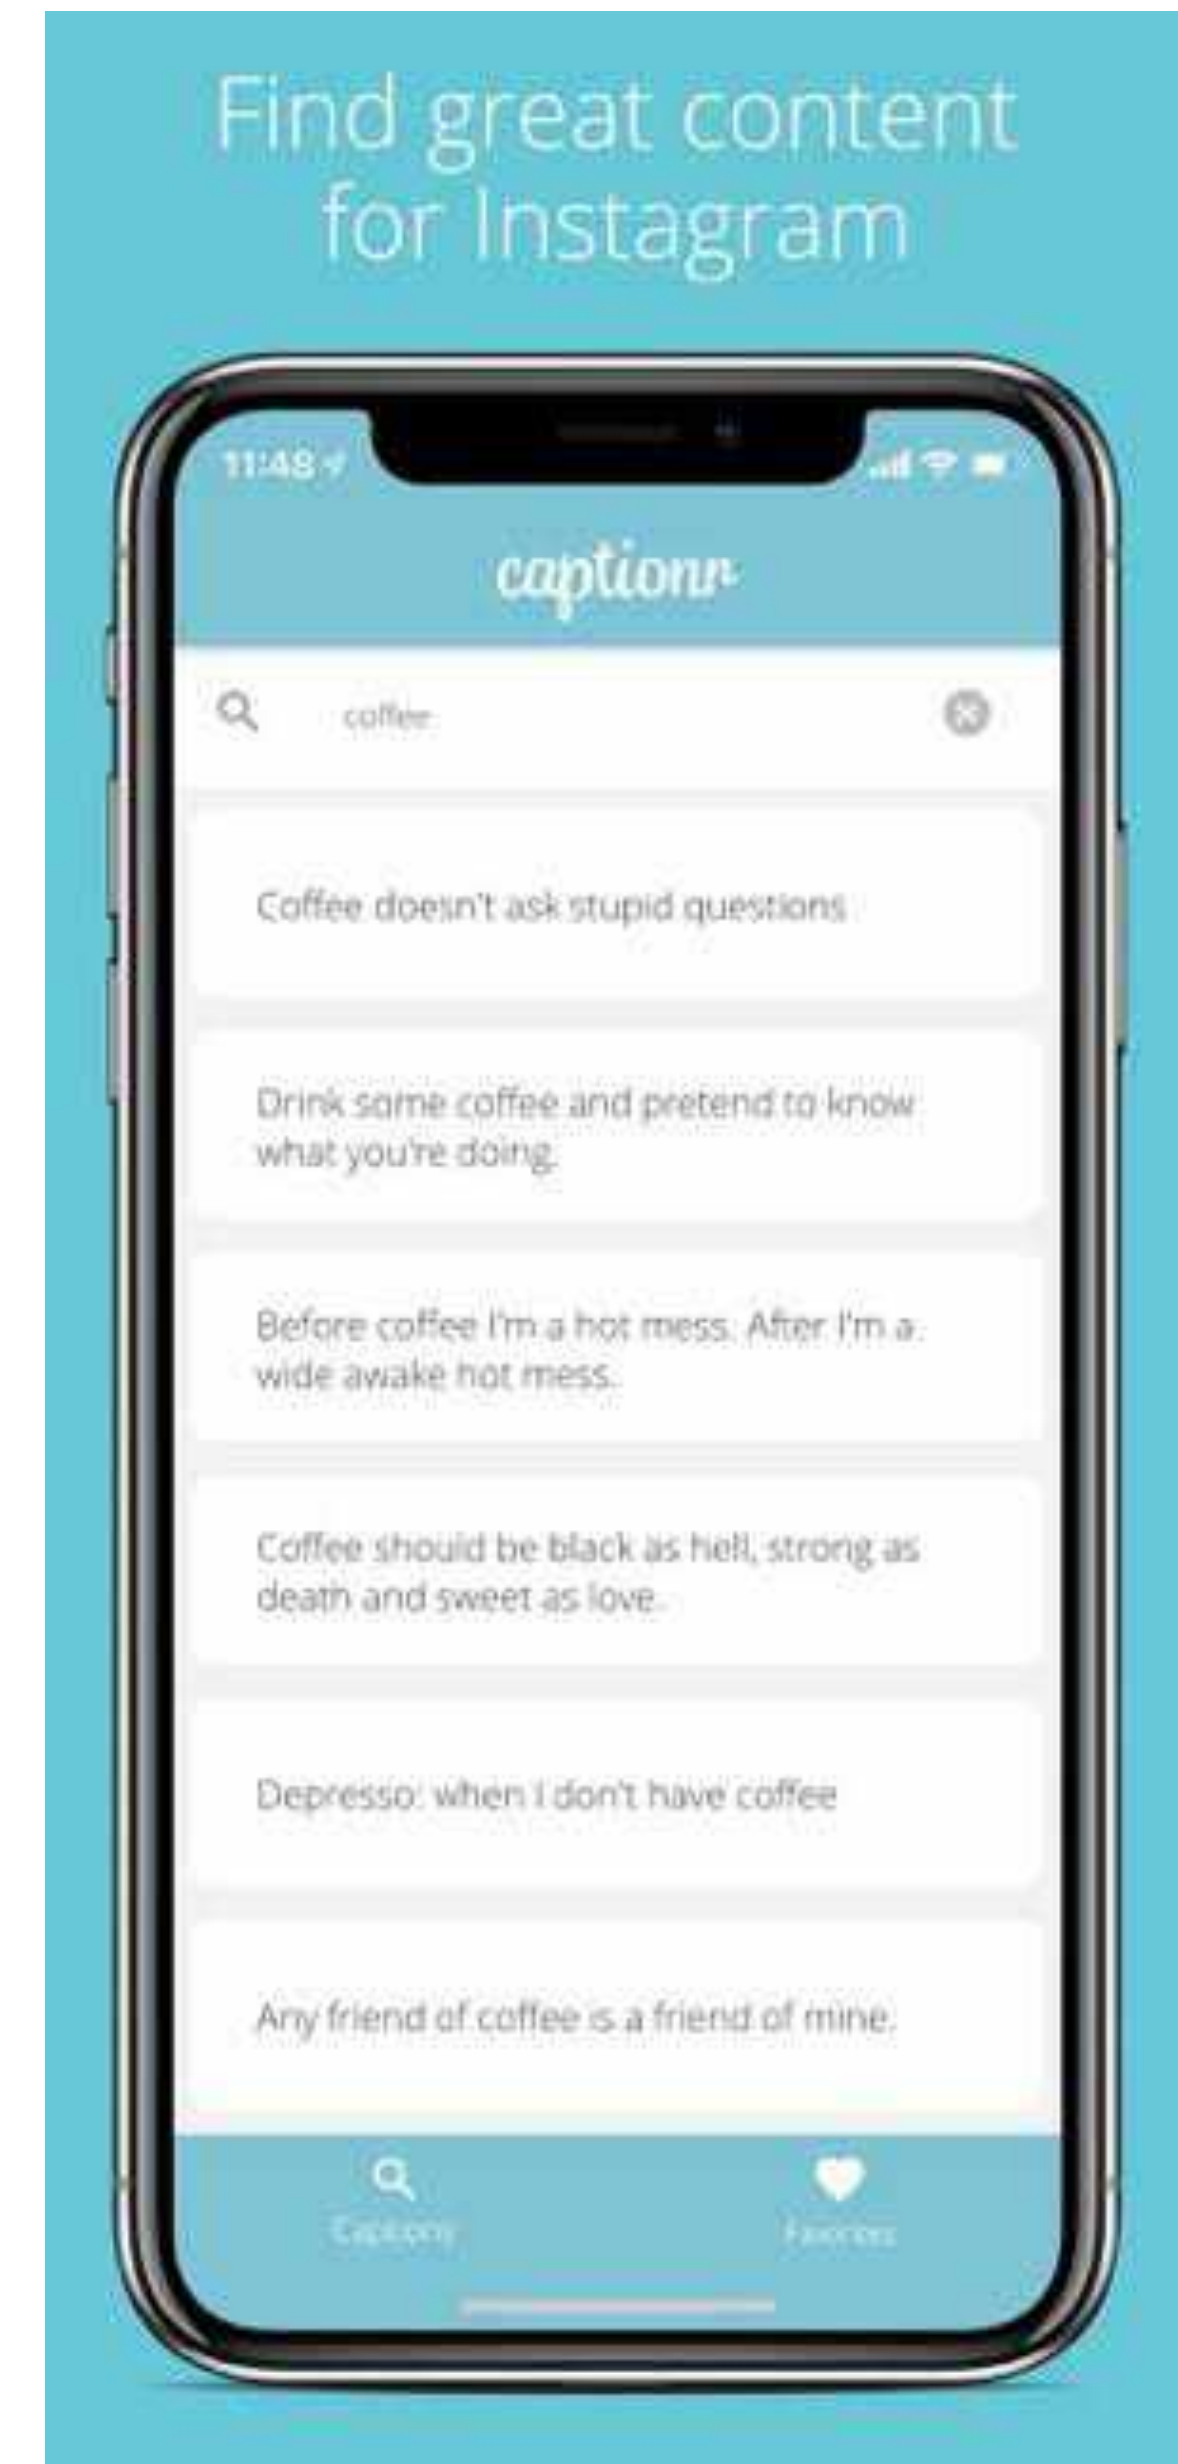 Find great content
for Instagram
11:48
captionr
coffee
Coffee doesn't ask stupid questions
Drink some coffee and pretend to know
what you're doing.
Before coffee I'm a hot mess. After I'm a
wide awake hot mess.
Coffee should be black as hell, strong as
death and sweet as love.
Depresso: when I don't have coffee
Any friend of coffee is a friend of mine.
Captions
Favorites